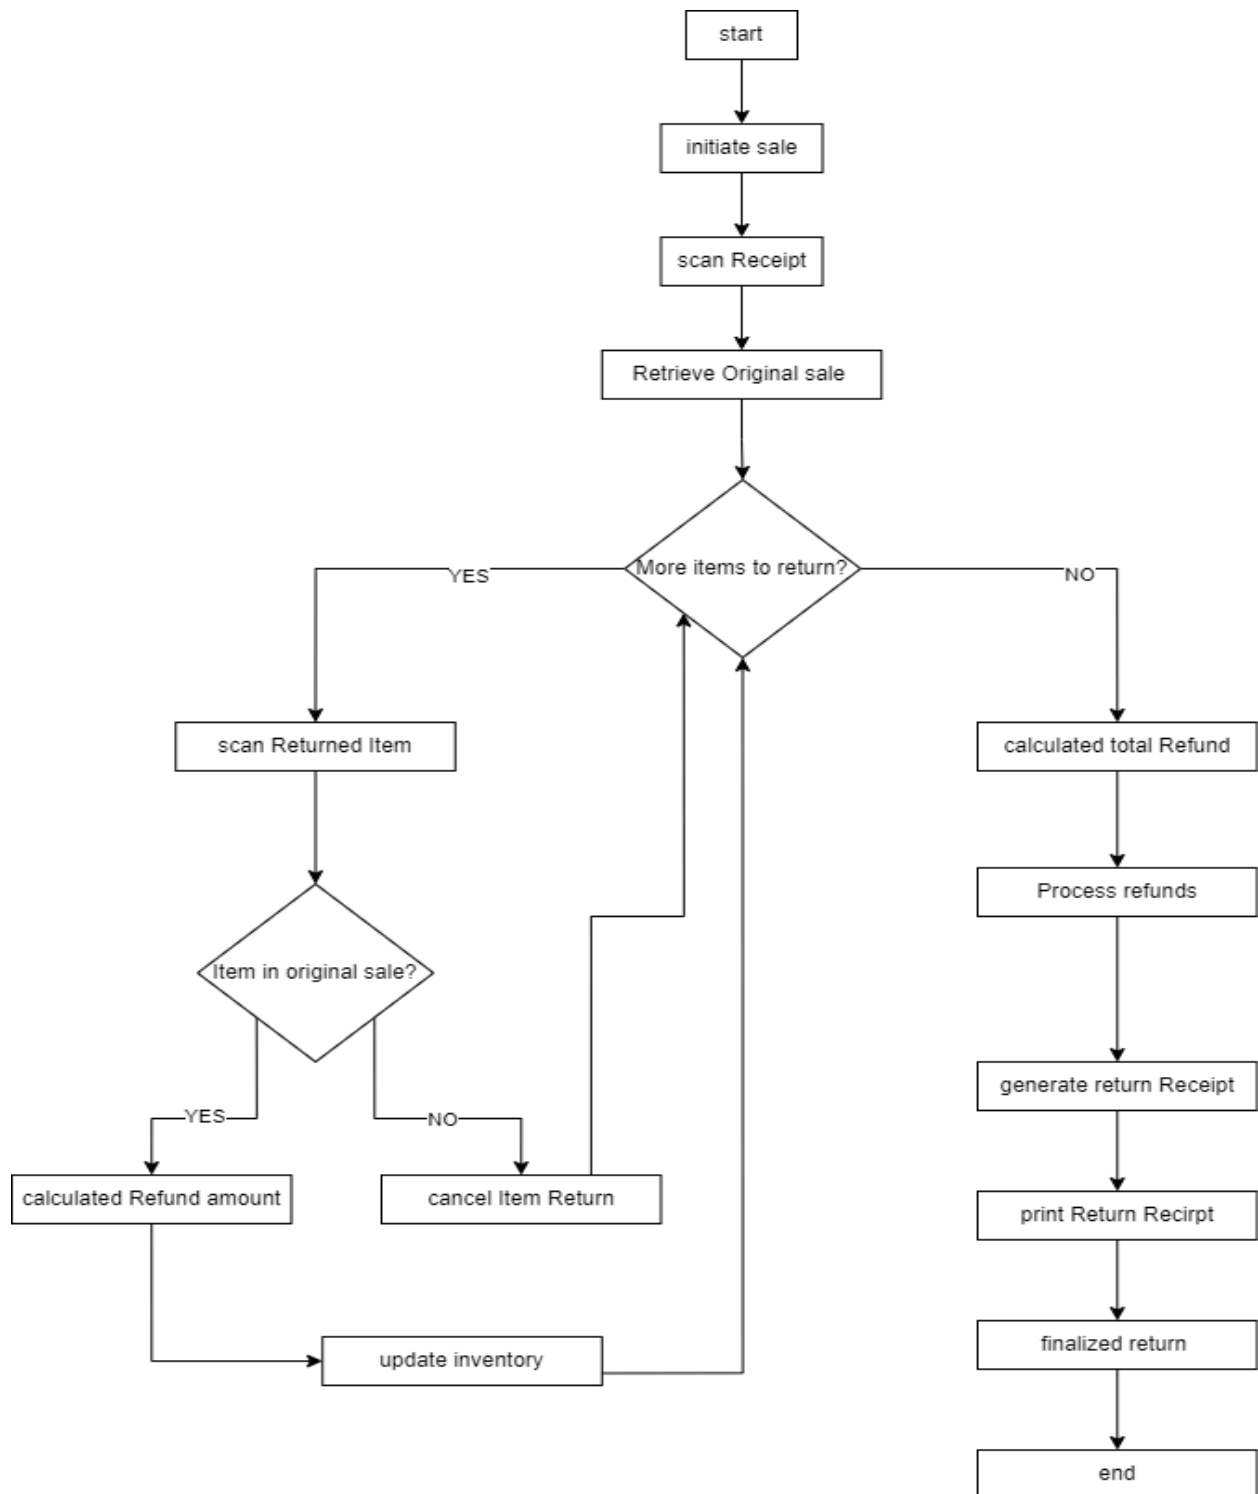 start
initiate sale
scan Receipt
Retrieve Original sale
More items to return?
YES
NO
scan Returned Item
calculated total Refund
Process refunds
Item in original sale?
generate return Receipt
YES
NO
calculated Refund amount
cancel Item Return
print Return Recirpt
finalized return
update inventory
end